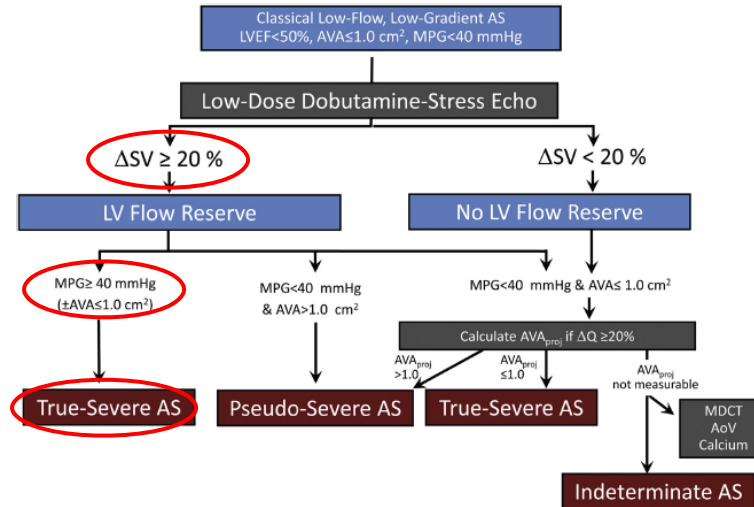 Classical Low-Flow, Low-Gradient AS
LVEF<50%, AVA≤1.0 cm², MPG<40 mmHg
Low-Dose Dobutamine-Stress Echo
ΔSV ≥ 20 %
ΔSV < 20 %
LV Flow Reserve
No LV Flow Reserve
MPG≥ 40 mmHg
(±AVA≤1.0 cm²)
MPG<40 mmHg
& AVA>1.0 cm²
MPG<40 mmHg & AVA≤ 1.0 cm²
Calculate AVAproj if ΔQ ≥20%
AVAproj
>1.0
AVAproj
≤1.0
AVAproj
not measurable
True-Severe AS
Pseudo-Severe AS
True-Severe AS
MDCT
AoV
Calcium
Indeterminate AS